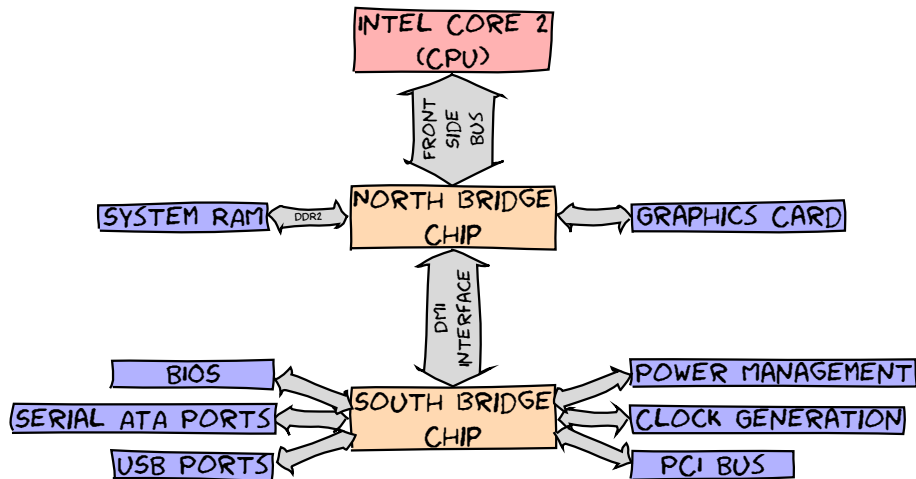 INTEL CORE 2
(CPU)
FRONT
SIDE
BUS
SYSTEM RAM
DDR2
NORTH BRIDGE
CHIP
GRAPHICS CARD
DMI
INTERFACE
BIOS
SERIAL ATA PORTS
USB PORTS
SOUTH BRIDGE
CHIP
POWER MANAGEMENT
CLOCK GENERATION
PCI BUS